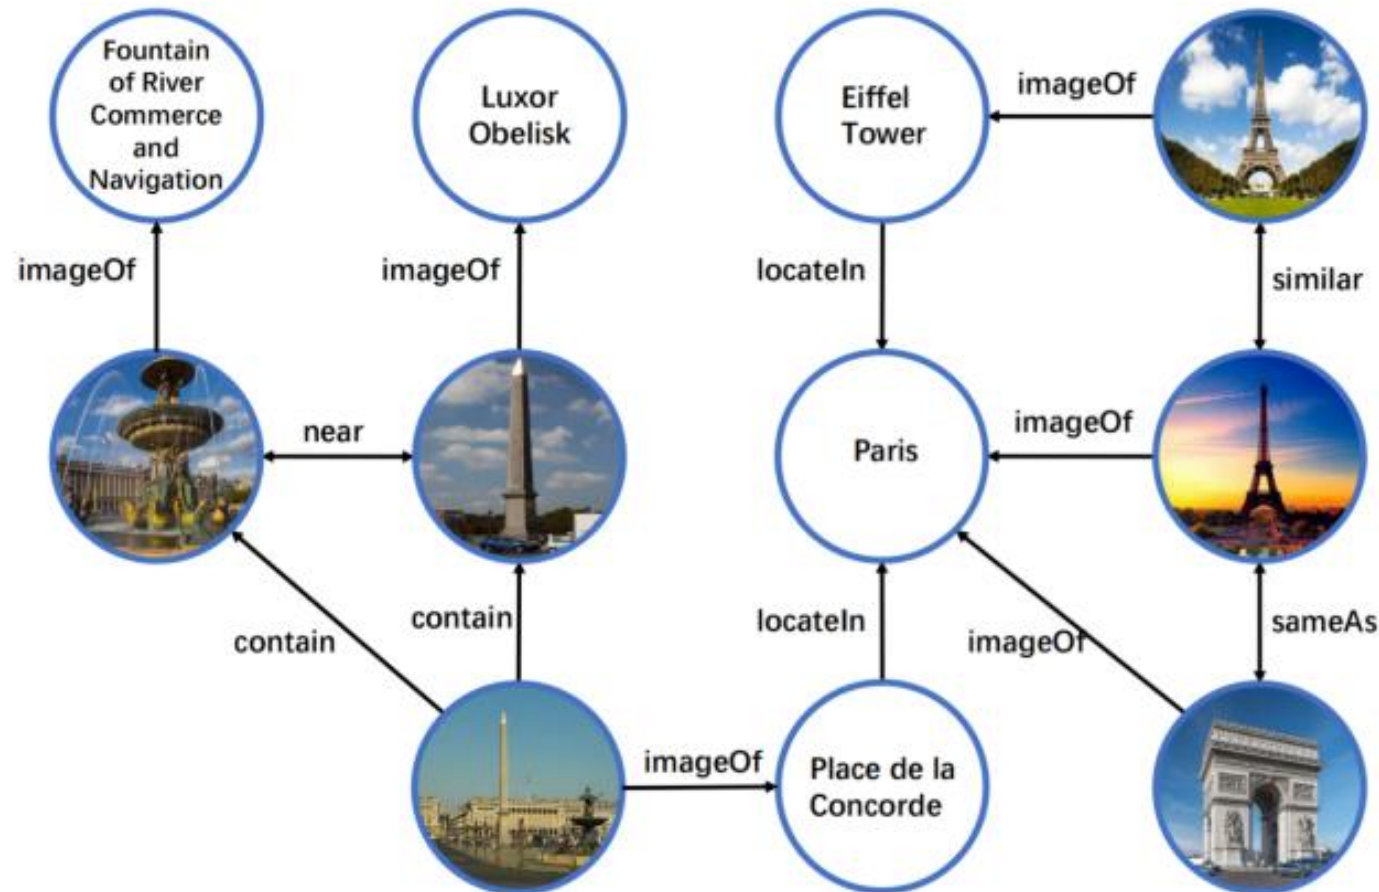 Fountain
of River
Commerce
and
Navigation
Luxor
Obelisk
Eiffel
Tower
imageOf
imageOf
imageOf
locateIn
similar
near
Paris
imageOf
contain
contain
locateIn
imageOf
sameAs
imageOf
Place de la
Concorde